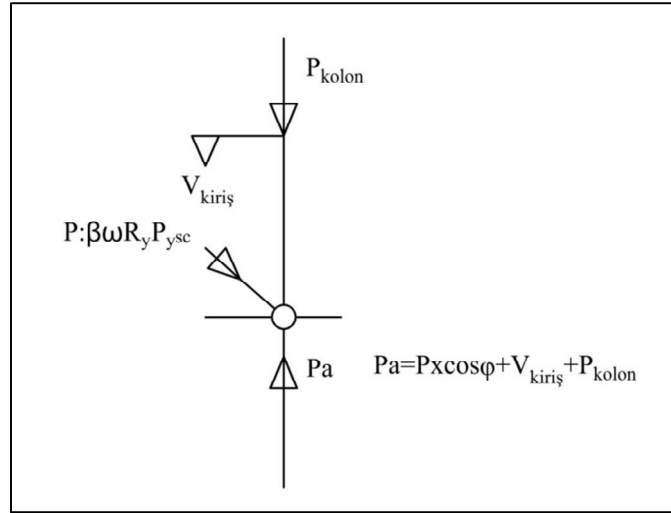 P_kolon
V_kiriş
P:βωR_yP_ysc
Pa
Pa=Pxcosφ+V_kiriş+P_kolon